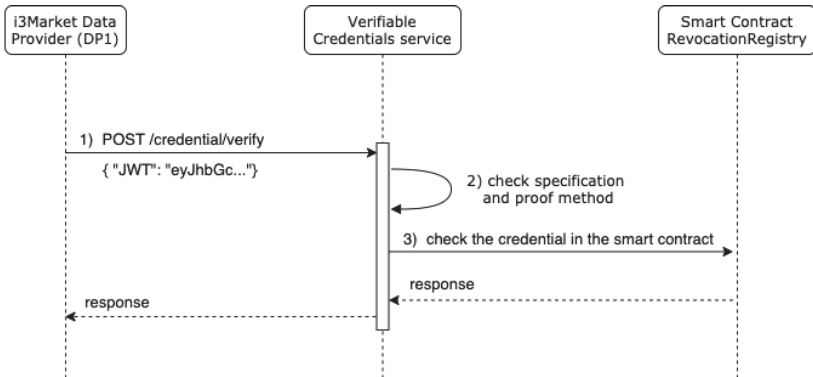 i3Market Data
Provider (DP1)
Verifiable
Credentials service
Smart Contract
RevocationRegistry
1) POST /credential/verify
{ "JWT": "eyJhbGc..."}
2) check specification
and proof method
3) check the credential in the smart contract
response
response